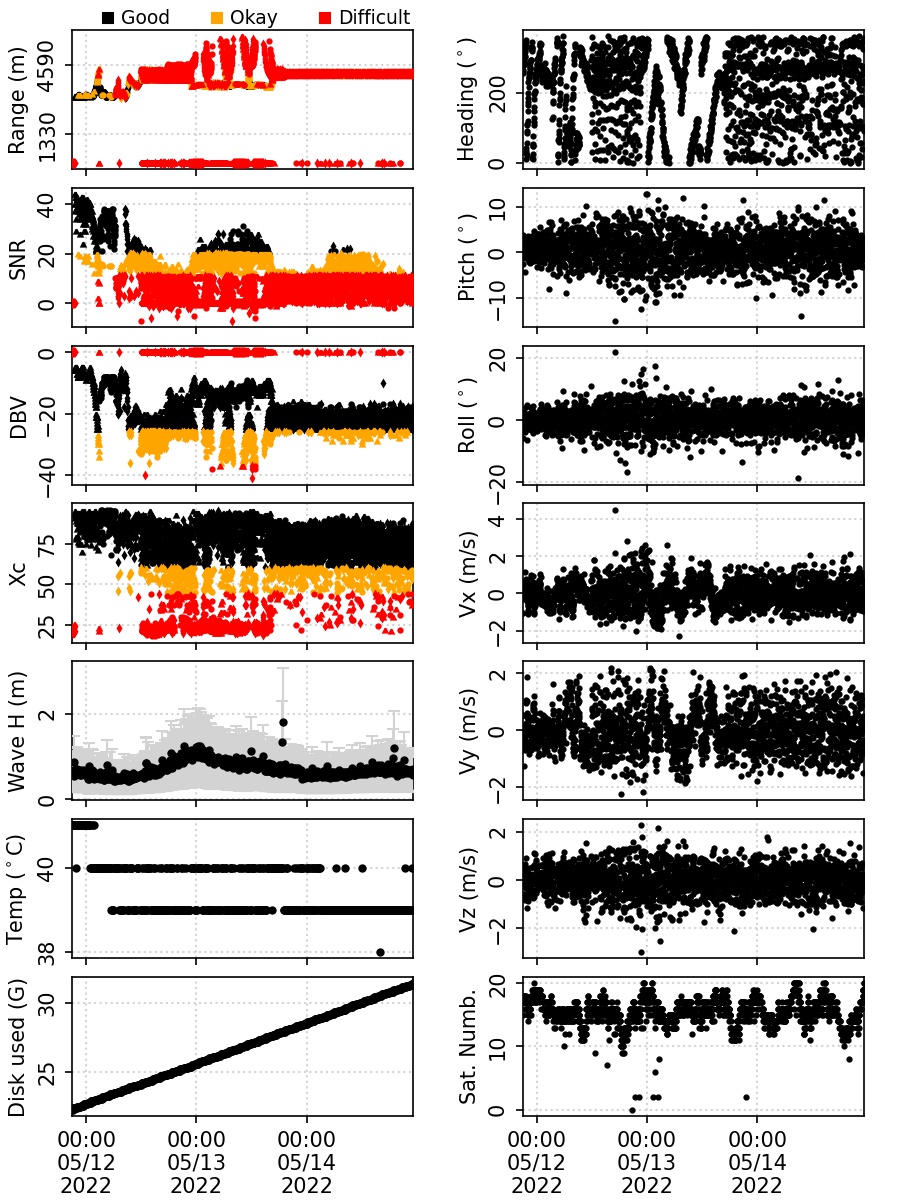 Good Okay Difficult
Range (m)
4590
1330
SNR
40
20
0
DBV
0
−20
−40
Xc
75
50
25
Wave H (m)
2
0
Temp (°C)
40
38
Disk used (G)
30
25
00:00 00:00 00:00
05/12 05/13 05/14
2022 2022 2022
Heading (°)
200
0
Pitch (°)
10
0
−10
Roll (°)
20
0
−20
Vx (m/s)
4
2
0
−2
Vy (m/s)
2
0
−2
Vz (m/s)
2
0
−2
Sat. Numb.
20
10
0
00:00 00:00 00:00
05/12 05/13 05/14
2022 2022 2022